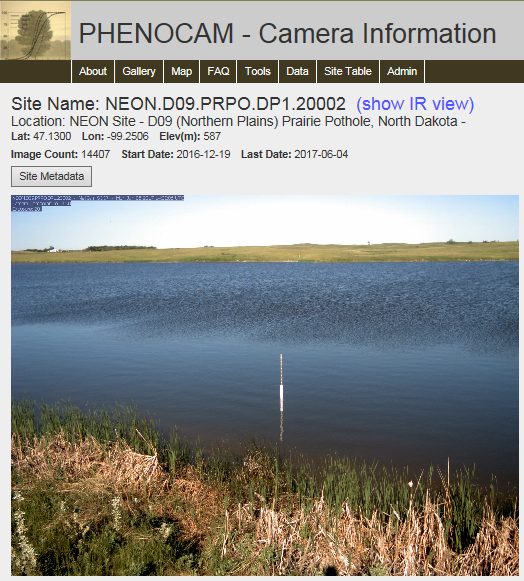 PHENOCAM - Camera Information
About Gallery Map FAQ Tools Data Site Table Admin
Site Name: NEON.D09.PRPO.DP1.20002 (show IR view)
Location: NEON Site - D09 (Northern Plains) Prairie Pothole, North Dakota -
Lat: 47.1300 Lon: -99.2506 Elev(m): 587
Image Count: 14407 Start Date: 2016-12-19 Last Date: 2017-06-04
Site Metadata